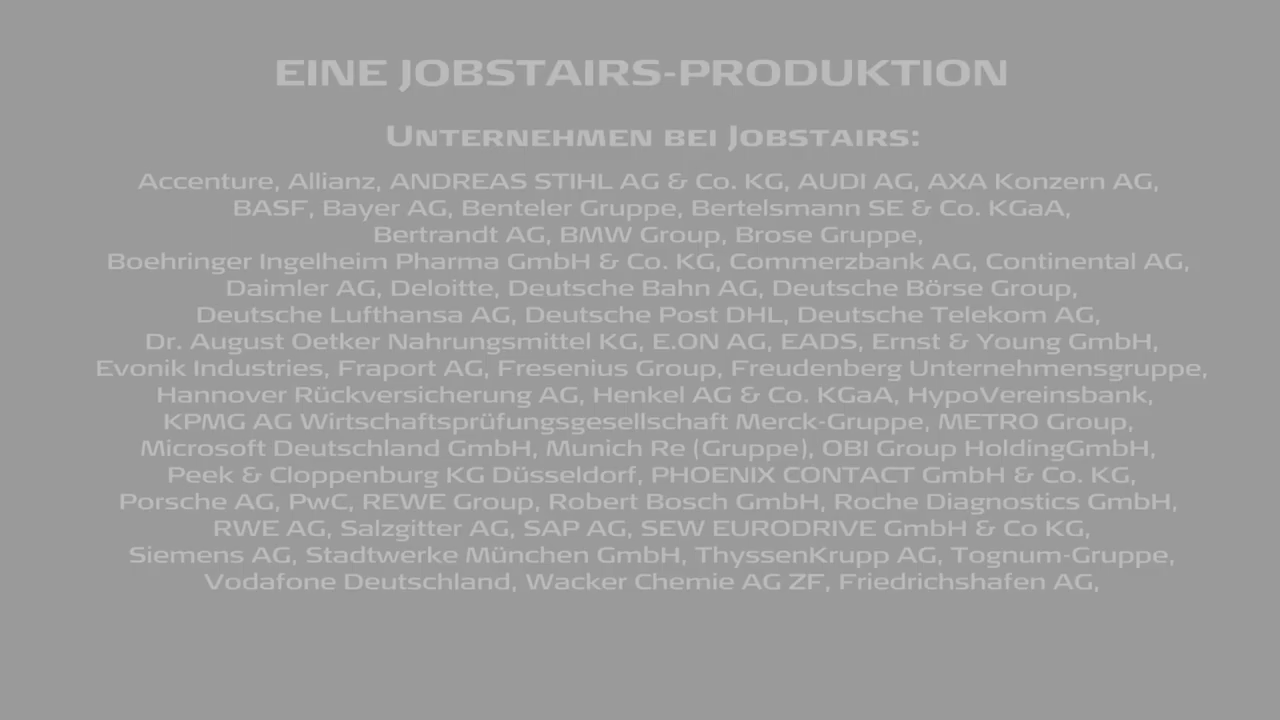 EINE JOBSTAIRS-PRODUKTION
UNTERNEHMEN BEI JOBSTAIRS:
Accenture, Allianz, ANDREAS STIHL AG & Co. KG, AUDI AG, AXA Konzern AG,
BASF, Bayer AG, Benteler Gruppe, Bertelsmann SE & Co. KGaA,
Bertrandt AG, BMW Group, Brose Gruppe,
Boehringer Ingelheim Pharma GmbH & Co. KG, Commerzbank AG, Continental AG,
Daimler AG, Deloitte, Deutsche Bahn AG, Deutsche Börse Group,
Deutsche Lufthansa AG, Deutsche Post DHL, Deutsche Telekom AG,
Dr. August Oetker Nahrungsmittel KG, E.ON AG, EADS, Ernst & Young GmbH,
Evonik Industries, Fraport AG, Fresenius Group, Freudenberg Unternehmensgruppe,
Hannover Rückversicherung AG, Henkel AG & Co. KGaA, HypoVereinsbank,
KPMG AG Wirtschaftsprüfungsgesellschaft Merck-Gruppe, METRO Group,
Microsoft Deutschland GmbH, Munich Re (Gruppe), OBI Group HoldingGmbH,
Peek & Cloppenburg KG Düsseldorf, PHOENIX CONTACT GmbH & Co. KG,
Porsche AG, PwC, REWE Group, Robert Bosch GmbH, Roche Diagnostics GmbH,
RWE AG, Salzgitter AG, SAP AG, SEW EURODRIVE GmbH & Co KG,
Siemens AG, Stadtwerke München GmbH, ThyssenKrupp AG, Tognum-Gruppe,
Vodafone Deutschland, Wacker Chemie AG ZF, Friedrichshafen AG,